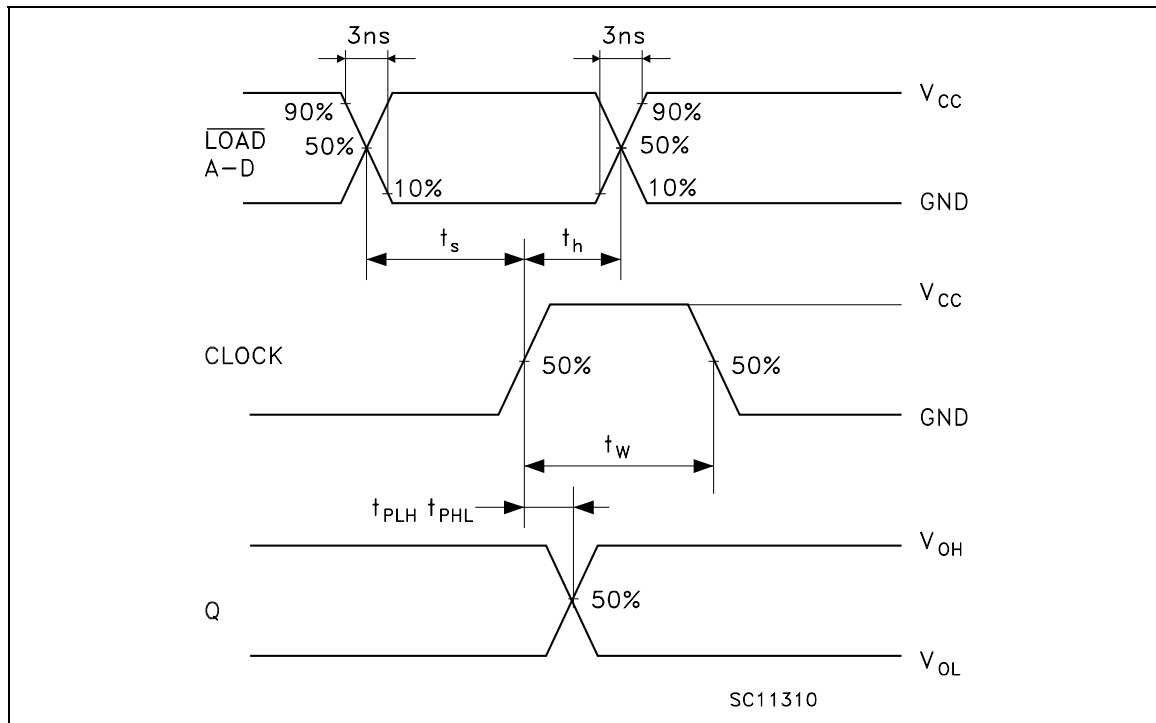 3ns 3ns
V_CC
90% 90%
LOAD
A-D
50% 50%
10% 10%
GND
t_s t_h
V_CC
CLOCK
50% 50%
GND
t_W
t_PLH t_PHL
V_OH
Q
50%
V_OL
SC11310